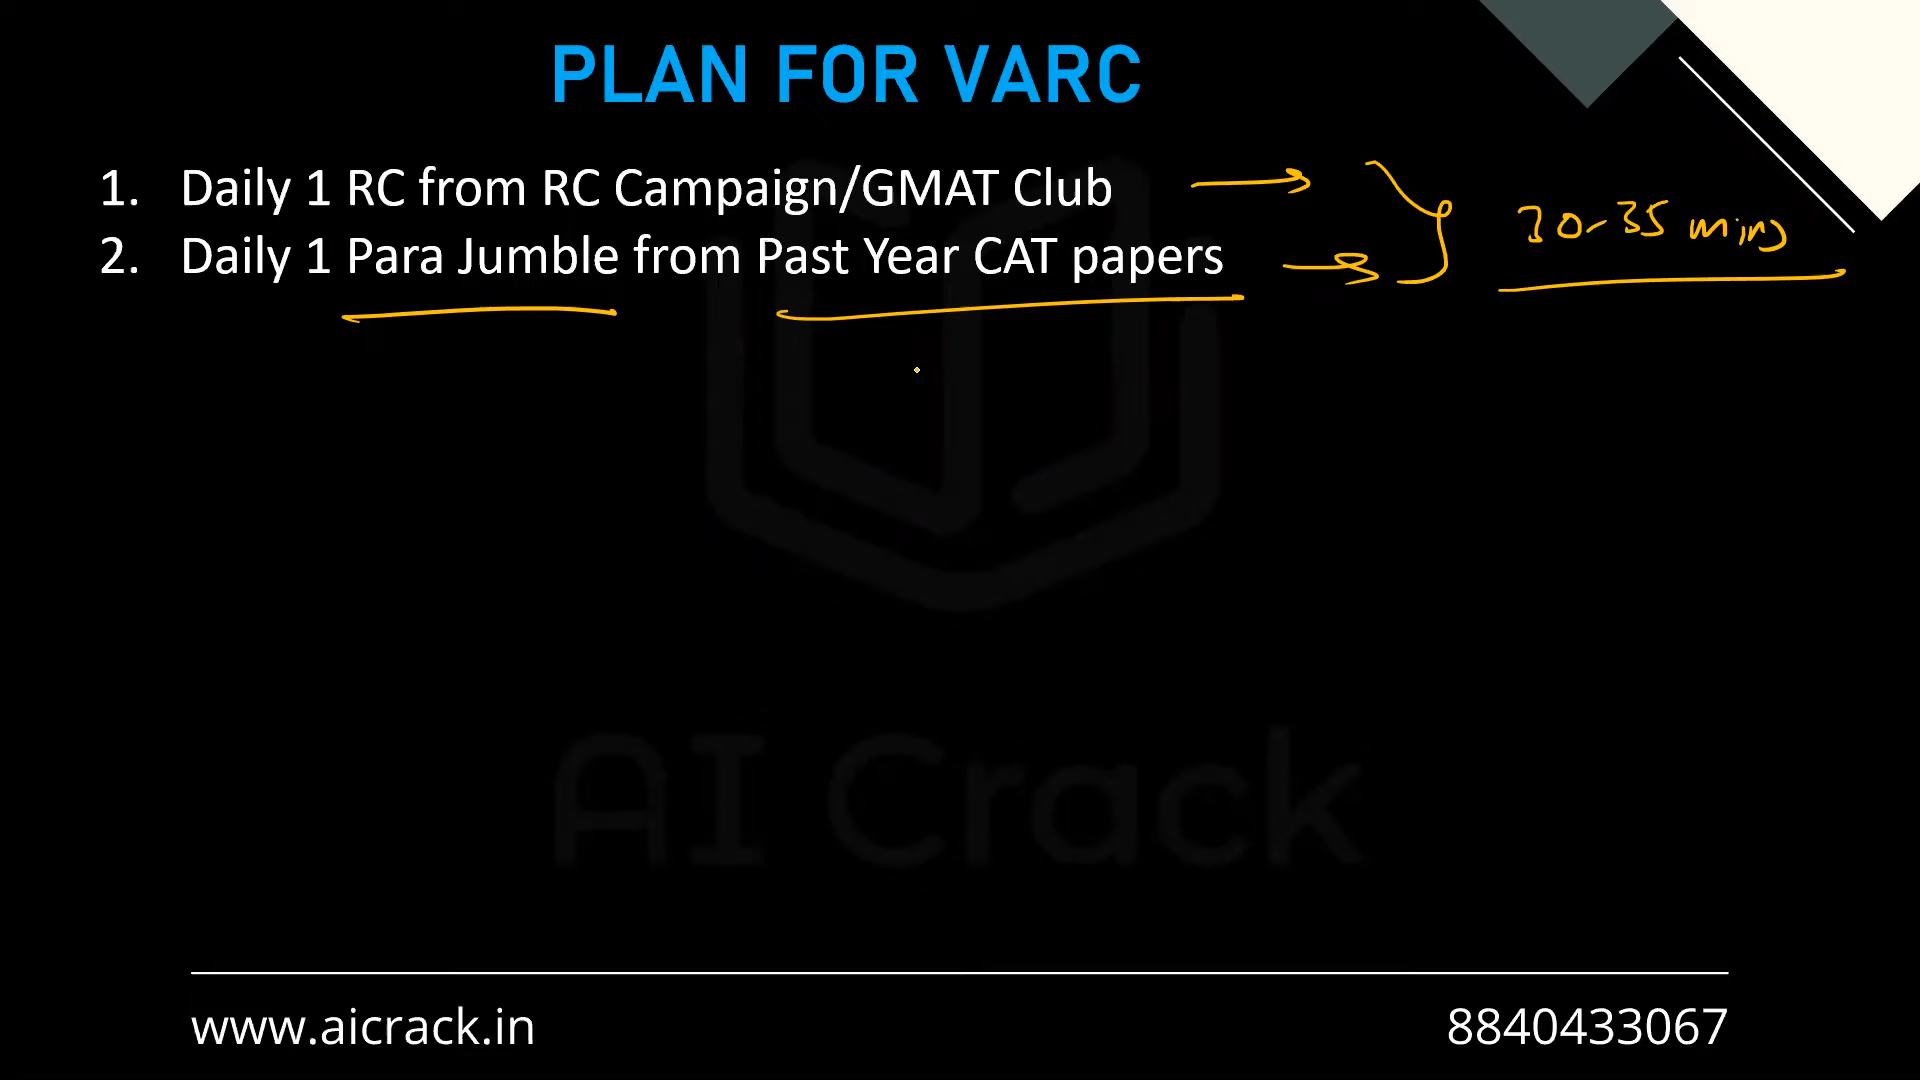 PLAN FOR VARC
1. Daily 1 RC from RC Campaign/GMAT Club
2. Daily 1 Para Jumble from Past Year CAT papers
30-35 mins
AI Crack
www.aicrack.in
8840433067